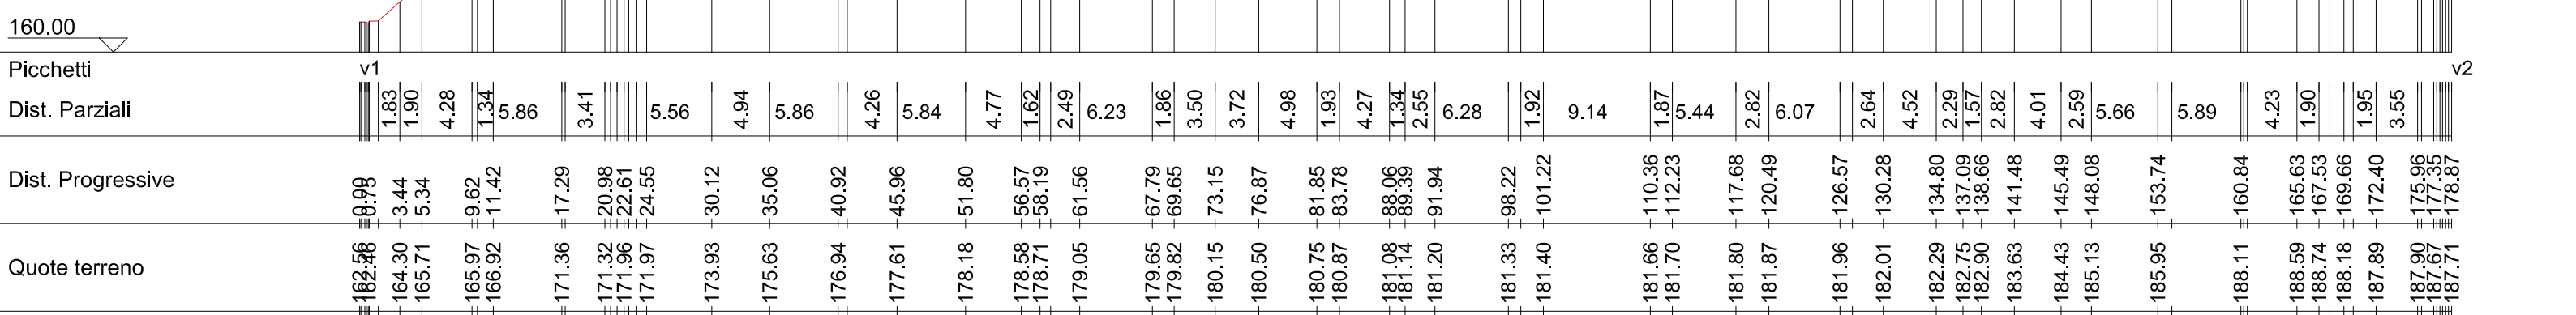 160.00
Picchetti v1 v2
Dist. Parziali 1.83 1.90 4.28 1.34 5.86 3.41 5.56 4.94 5.86 4.26 5.84 4.77 1.62 2.49 6.23 1.86 3.50 3.72 4.98 1.93 4.27 1.34 2.55 6.28 1.92 9.14 1.87 5.44 2.82 6.07 2.64 4.52 2.29 1.57 2.82 4.01 2.59 5.66 5.89 4.23 1.90 1.95 3.55
Dist. Progressive 0.00 0.75 3.44 5.34 9.62 11.42 17.29 20.98 22.61 24.55 30.12 35.06 40.92 45.96 51.80 56.57 58.19 61.56 67.79 69.65 73.15 76.87 81.85 83.78 88.06 89.39 91.94 98.22 101.22 110.36 112.23 117.68 120.49 126.57 130.28 134.80 137.09 138.66 141.48 145.49 148.08 153.74 160.84 165.63 167.53 169.66 172.40 175.96 177.35 178.87
Quote terreno 162.56 164.30 165.71 165.97 166.92 171.36 171.32 171.96 171.97 173.93 175.63 176.94 177.61 178.18 178.58 178.71 179.05 179.65 179.82 180.15 180.50 180.75 180.87 181.08 181.14 181.20 181.33 181.40 181.66 181.70 181.80 181.87 181.96 182.01 182.29 182.75 182.90 183.63 184.43 185.13 185.95 188.11 188.59 188.74 188.18 187.89 187.90 187.67 187.71